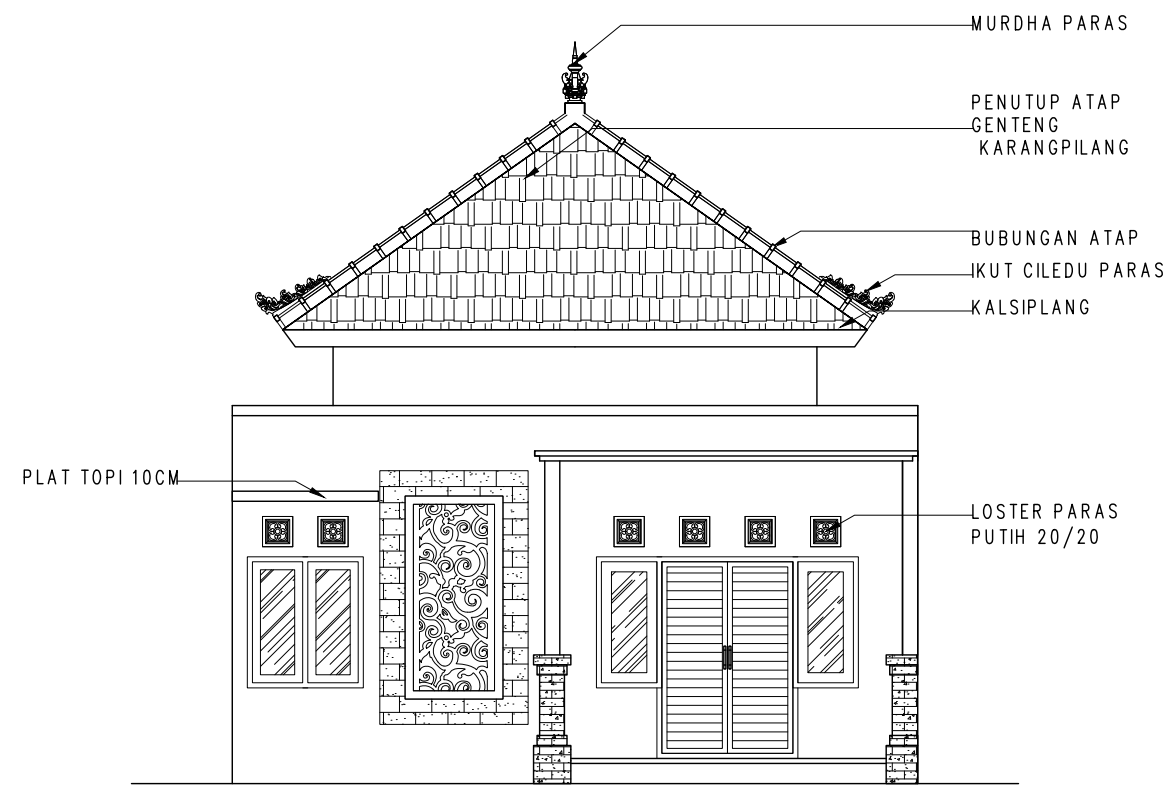 MURDHA PARAS
PENUTUP ATAP
GENTENG
KARANGPILANG
BUBUNGAN ATAP
IKUT CILEDU PARAS
KALSIPLANG
PLAT TOPI 10CM
LOSTER PARAS
PUTIH 20/20